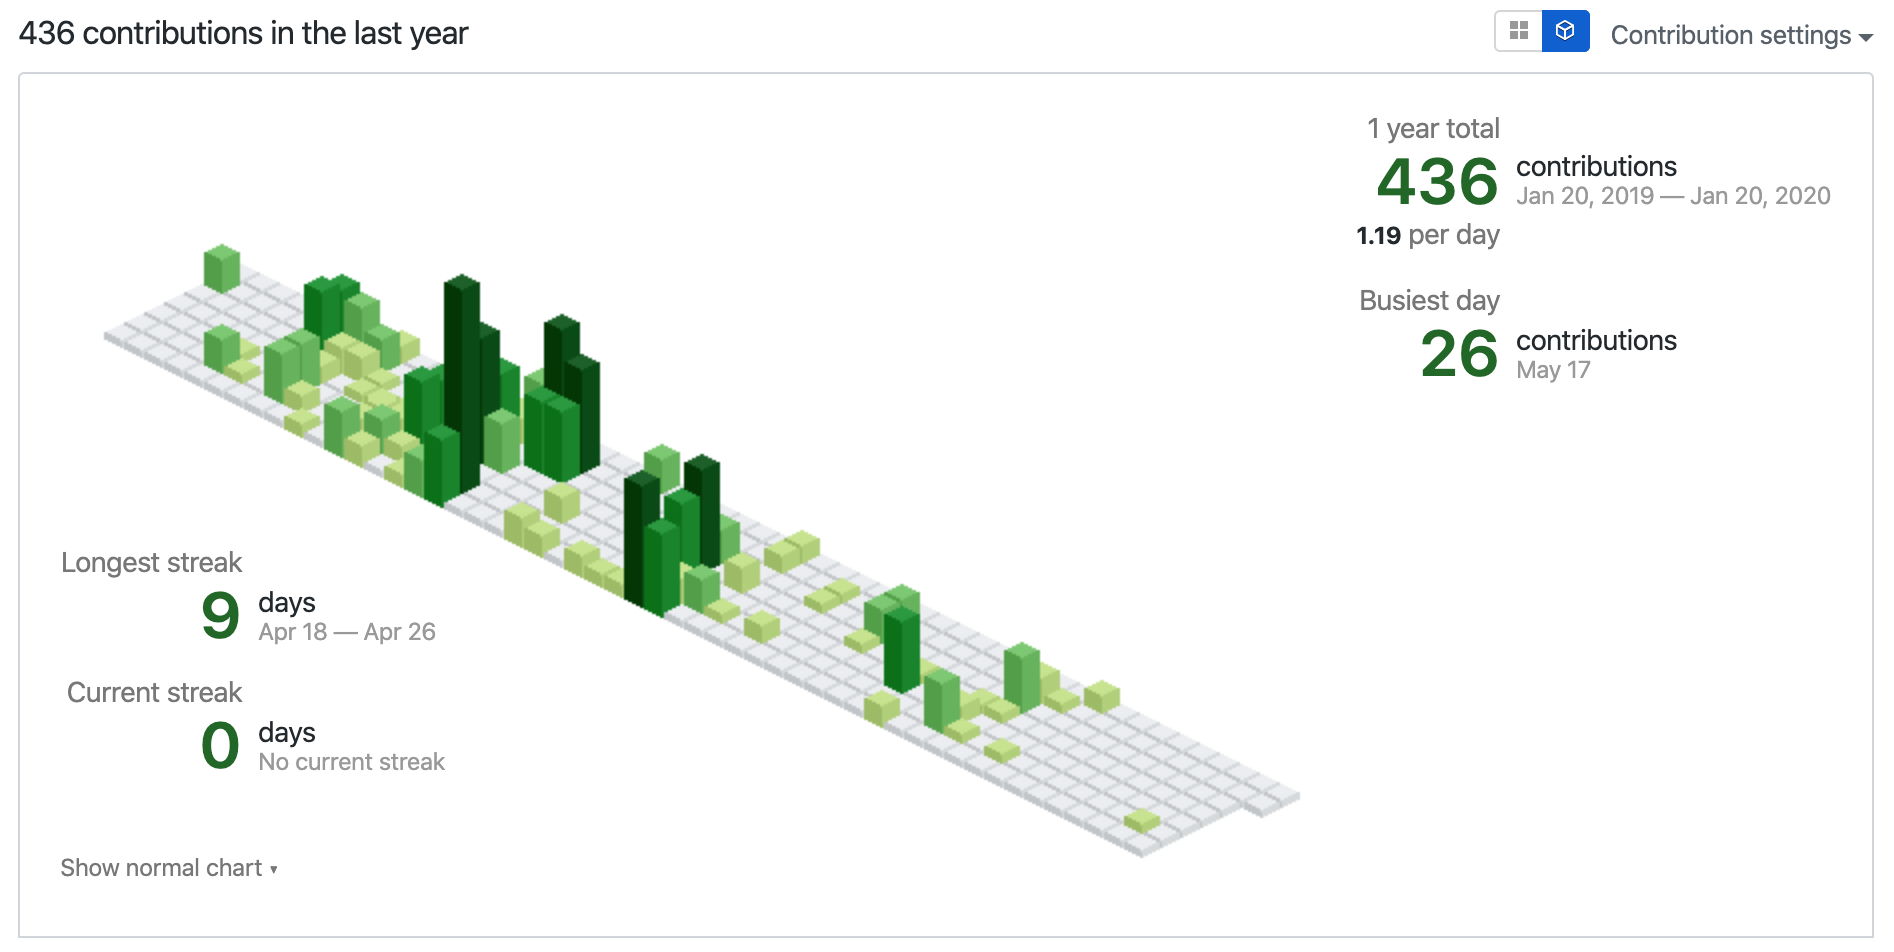 436 contributions in the last year
Contribution settings
1 year total
436 contributions
Jan 20, 2019 — Jan 20, 2020
1.19 per day
Busiest day
26 contributions
May 17
Longest streak
9 days
Apr 18 — Apr 26
Current streak
0 days
No current streak
Show normal chart